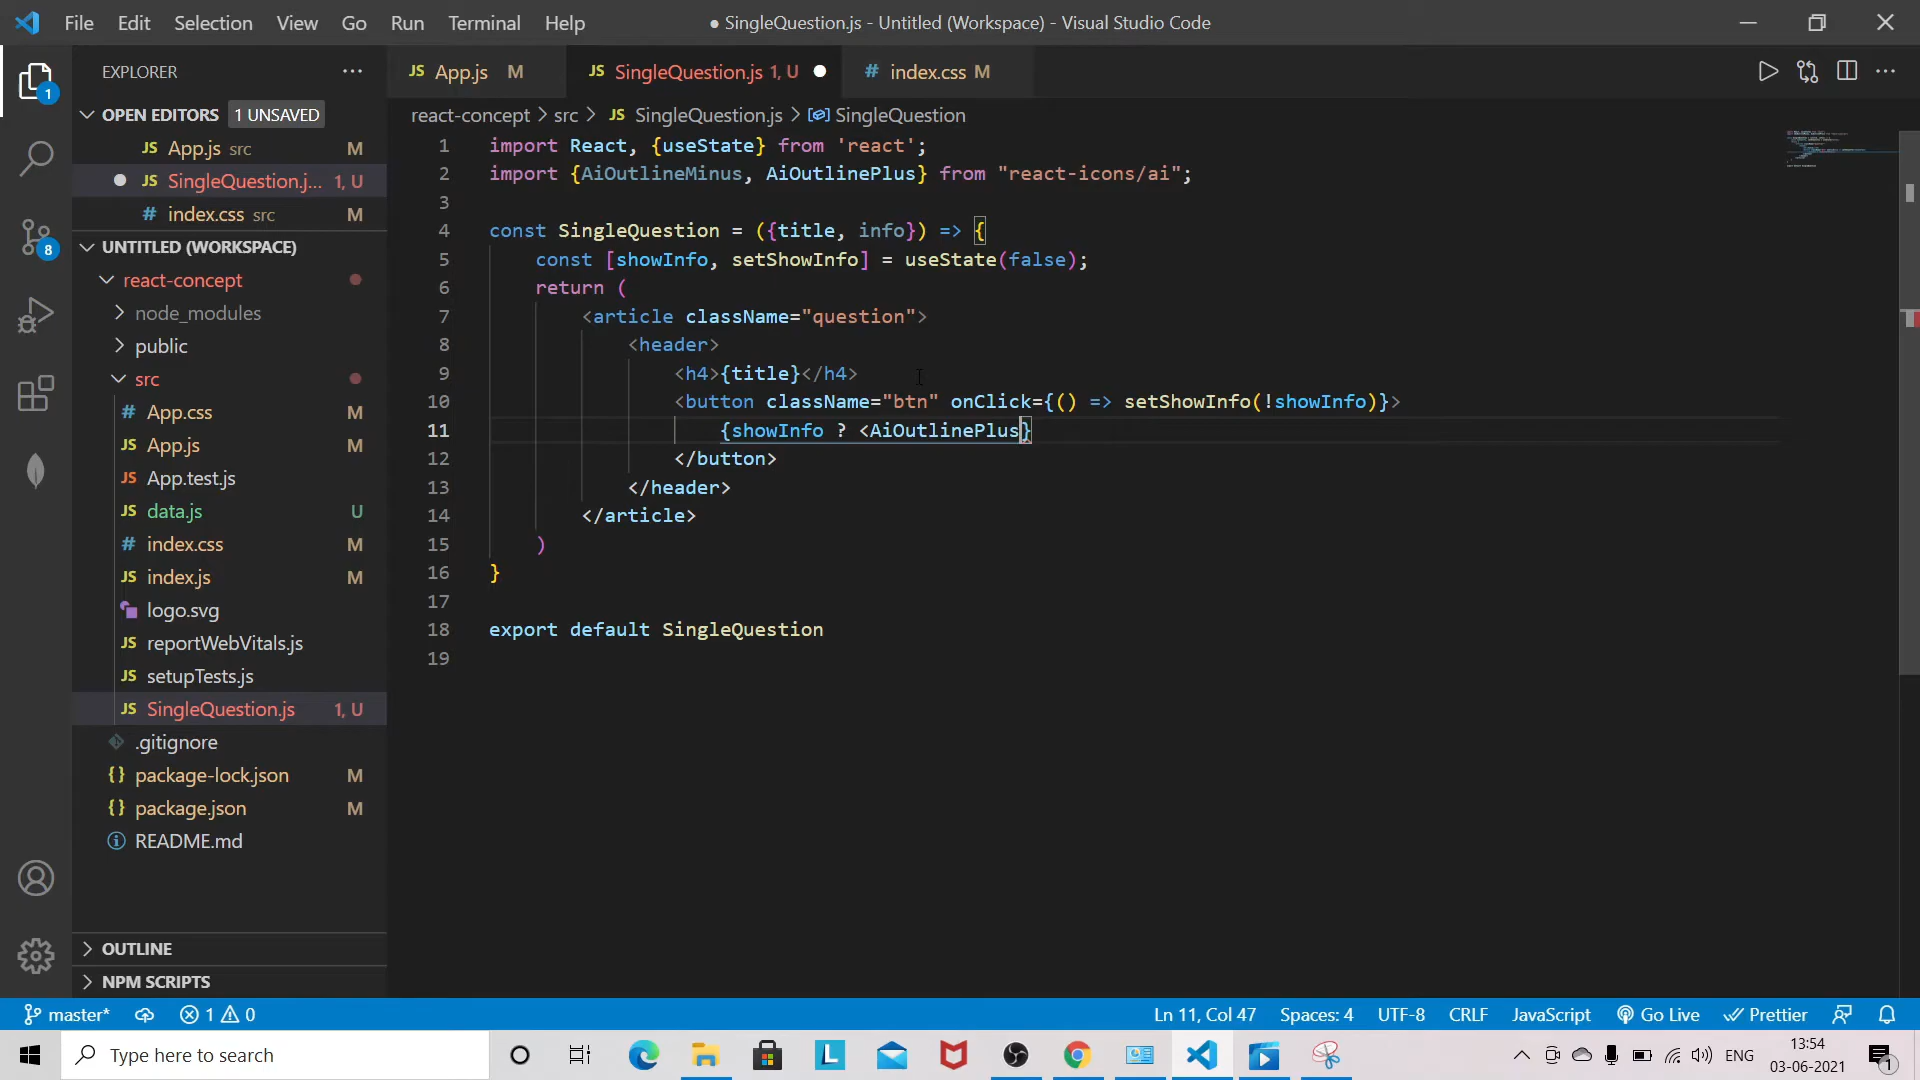 File Edit Selection View Go Run Terminal Help
● SingleQuestion.js - Untitled (Workspace) - Visual Studio Code
EXPLORER
OPEN EDITORS 1 UNSAVED
JS App.js src M
JS SingleQuestion.j... src 1, U
# index.css src M
UNTITLED (WORKSPACE)
react-concept
node_modules
public
src
# App.css M
JS App.js M
JS App.test.js
JS data.js U
# index.css M
JS index.js M
logo.svg
JS reportWebVitals.js
JS setupTests.js
JS SingleQuestion.js 1, U
.gitignore
{} package-lock.json M
{} package.json M
README.md
OUTLINE
NPM SCRIPTS
1
8
JS App.js M
JS SingleQuestion.js 1, U
# index.css M
react-concept > src > JS SingleQuestion.js > SingleQuestion
1 import React, {useState} from 'react';
2 import {AiOutlineMinus, AiOutlinePlus} from "react-icons/ai";
3
4 const SingleQuestion = ({title, info}) => {
5 const [showInfo, setShowInfo] = useState(false);
6 return (
7 <article className="question">
8 <header>
9 <h4>{title}</h4>
10 <button className="btn" onClick={() => setShowInfo(!showInfo)}>
11 {showInfo ? <AiOutlinePlus}
12 </button>
13 </header>
14 </article>
15 )
16 }
17
18 export default SingleQuestion
19
master* 1 0
Ln 11, Col 47 Spaces: 4 UTF-8 CRLF JavaScript Go Live Prettier
Type here to search
L
ENG
13:54
03-06-2021
1